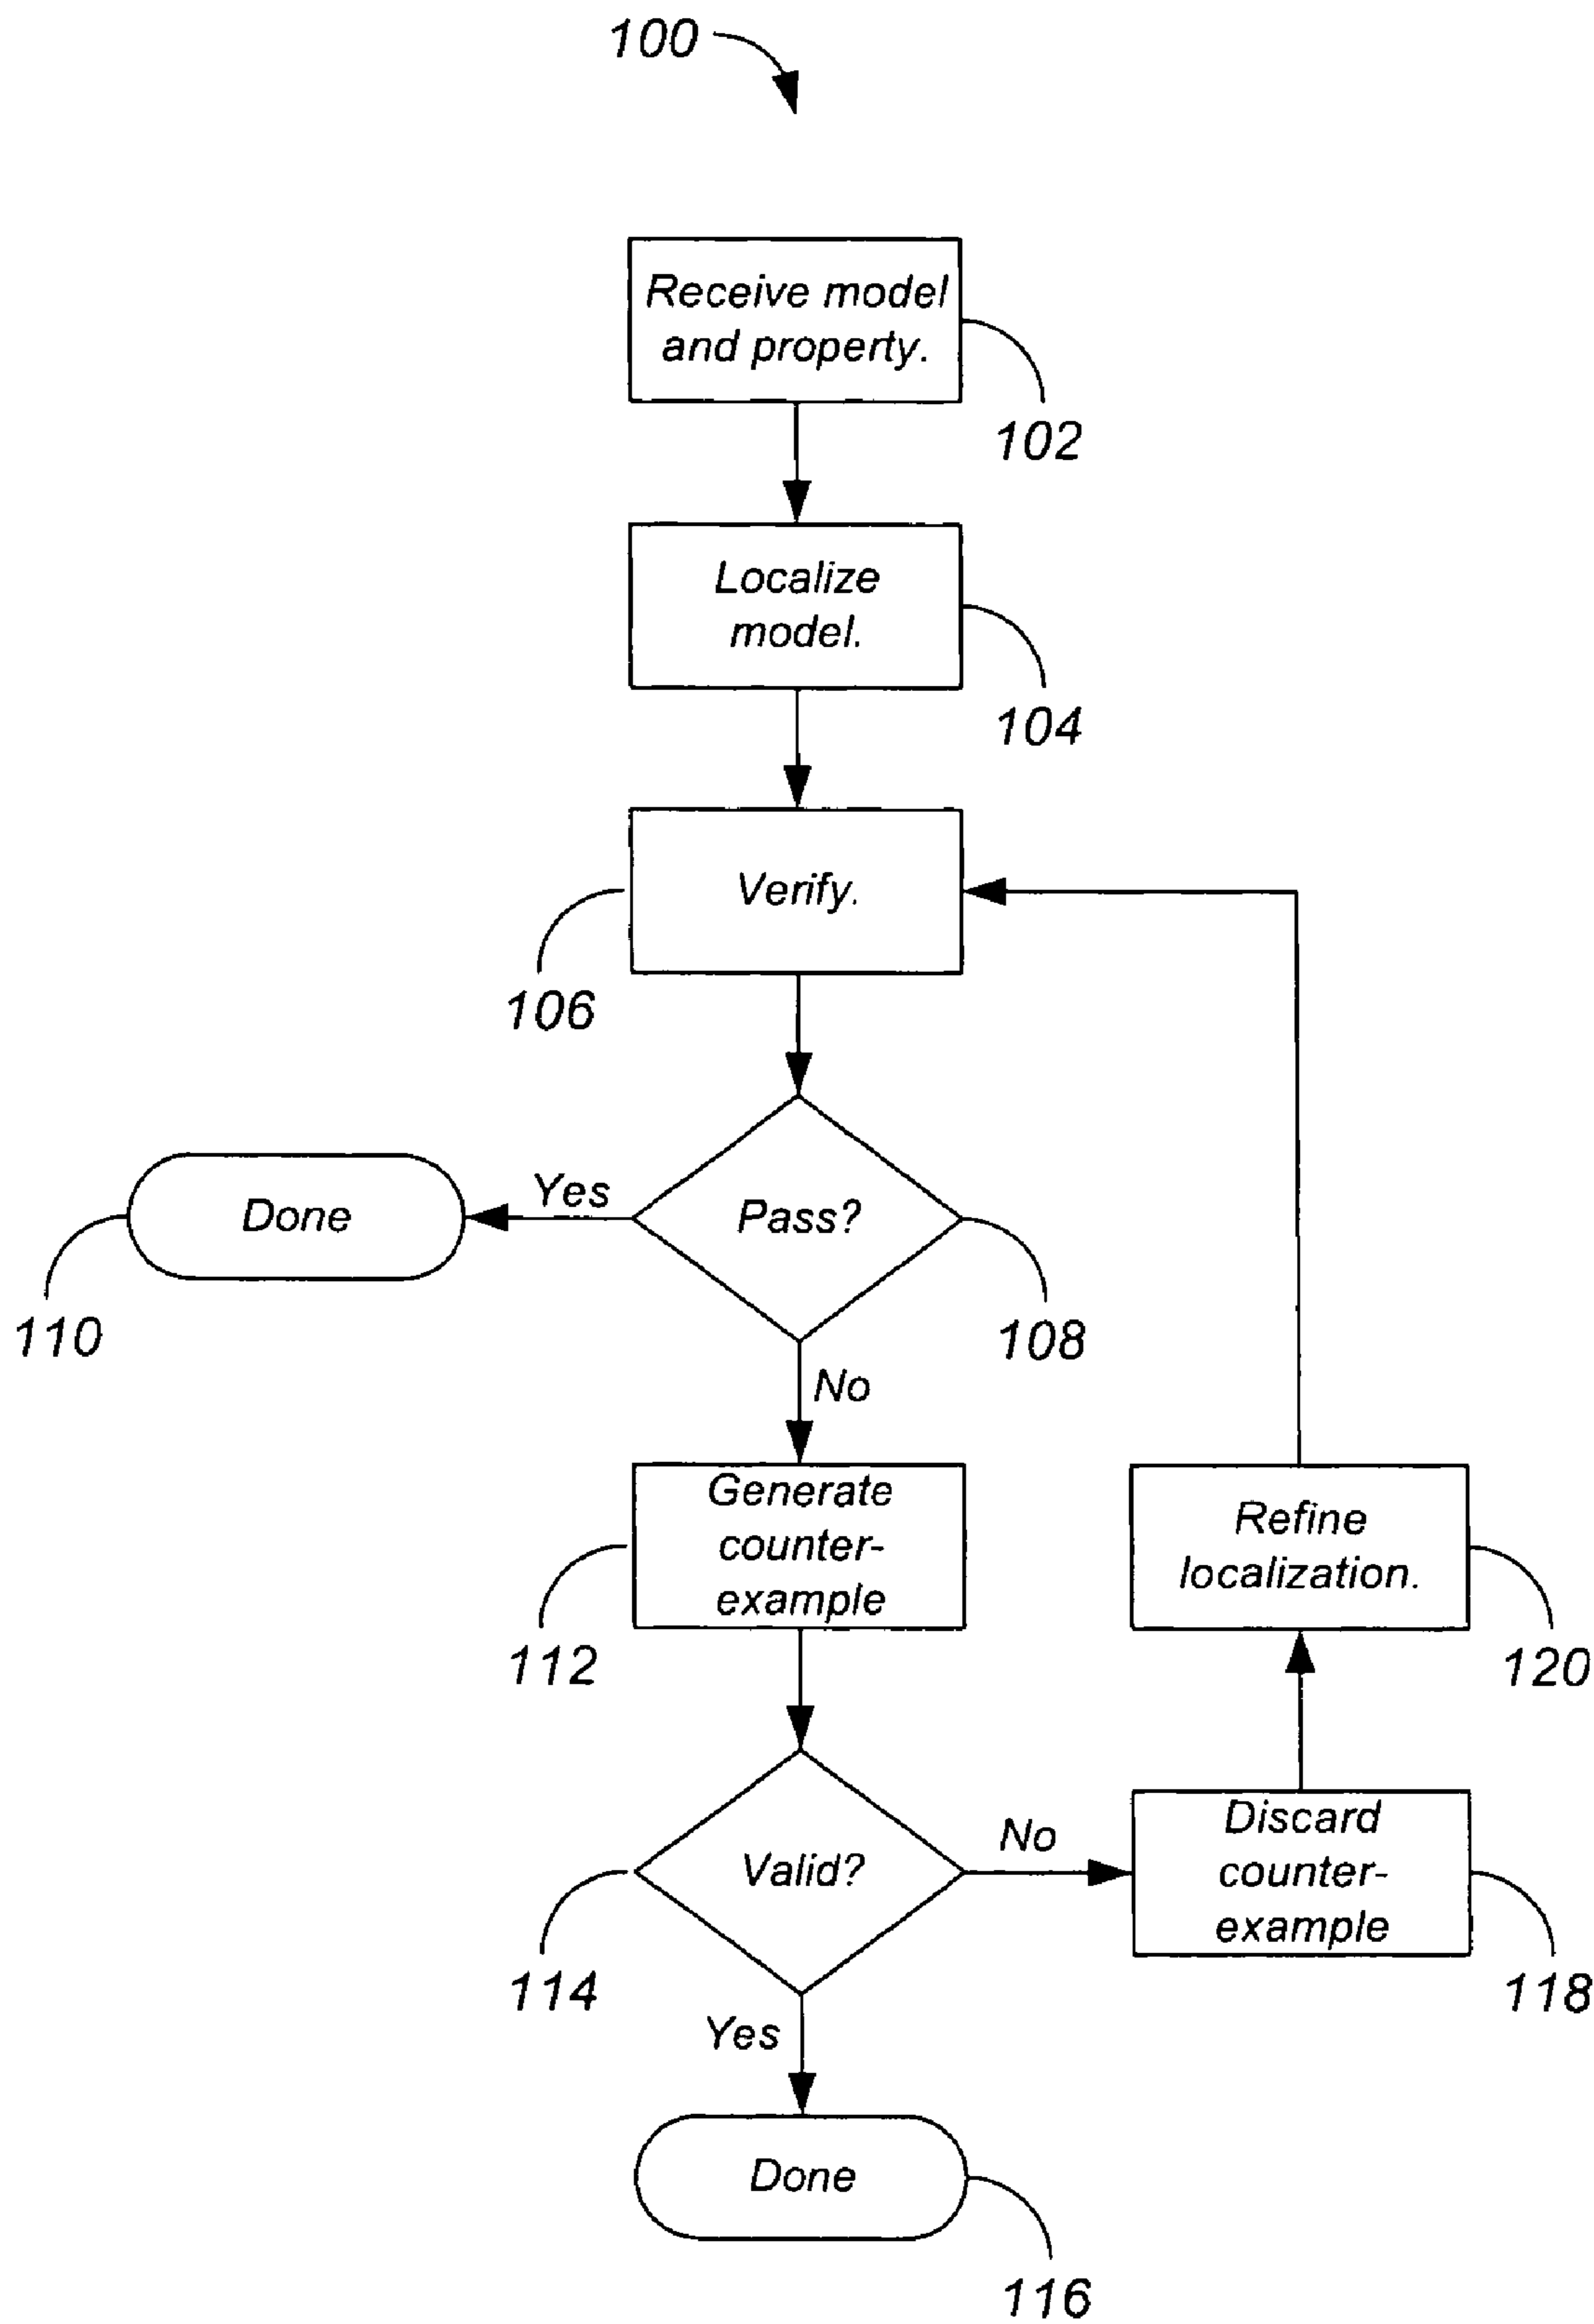 100
Receive model
and property.
102
Localize
model.
104
Verify.
106
Yes
Done
Pass?
110
108
No
Generate
counter-
example
Refine
localization.
112
120
No
Discard
counter-
example
Valid?
114
118
Yes
Done
116